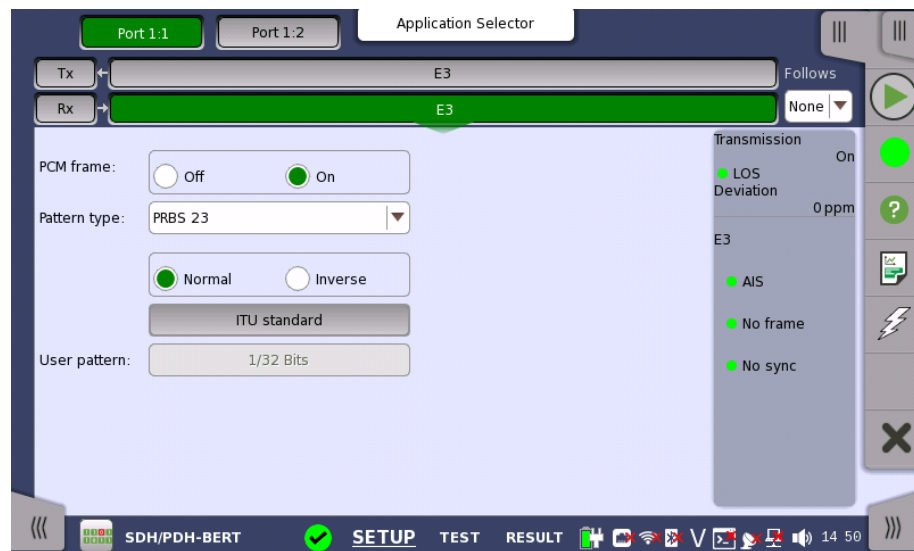 Port 1:1
Port 1:2
Application Selector
Tx
E3
Follows
Rx
E3
None
PCM frame:
Off
On
Pattern type:
PRBS 23
Normal
Inverse
ITU standard
User pattern:
1/32 Bits
Transmission
On
LOS
Deviation
0 ppm
E3
AIS
No frame
No sync
SDH/PDH-BERT
SETUP
TEST
RESULT
V
14 50